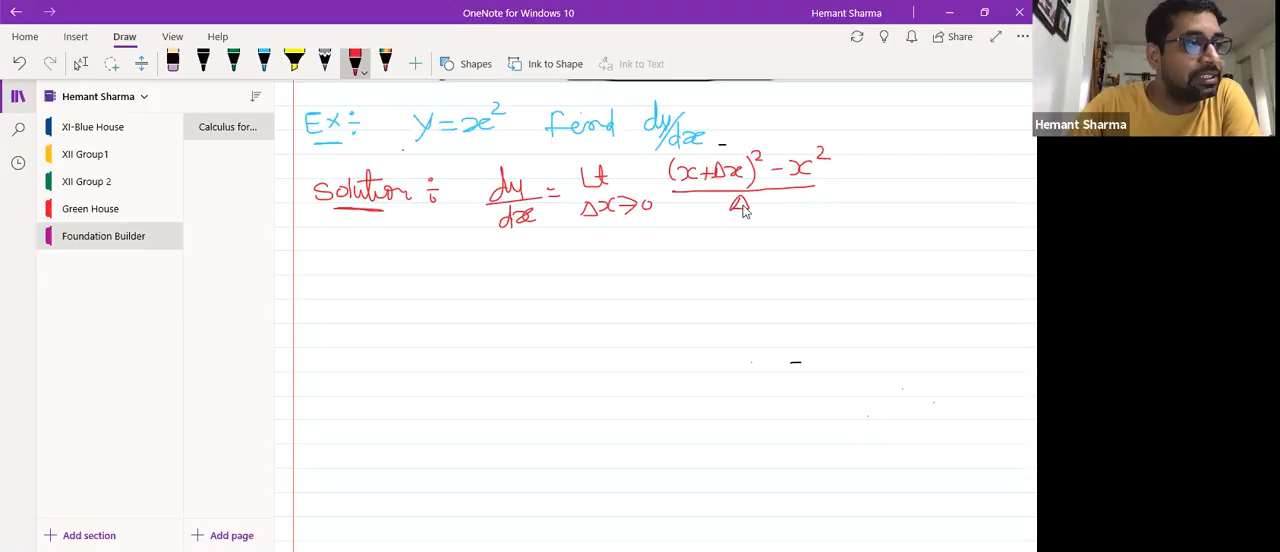 OneNote for Windows 10
Hemant Sharma
Home Insert Draw View Help
Share
Shapes Ink to Shape Ink to Text
Hemant Sharma
XI-Blue House
XII Group1
XII Group 2
Green House
Foundation Builder
Calculus for...
Add section
Add page
Ex ÷ y = x² find dy/dx
Solution ÷ dy/dx = Lt Δx→0 (x+Δx)² - x² / Δ
Hemant Sharma